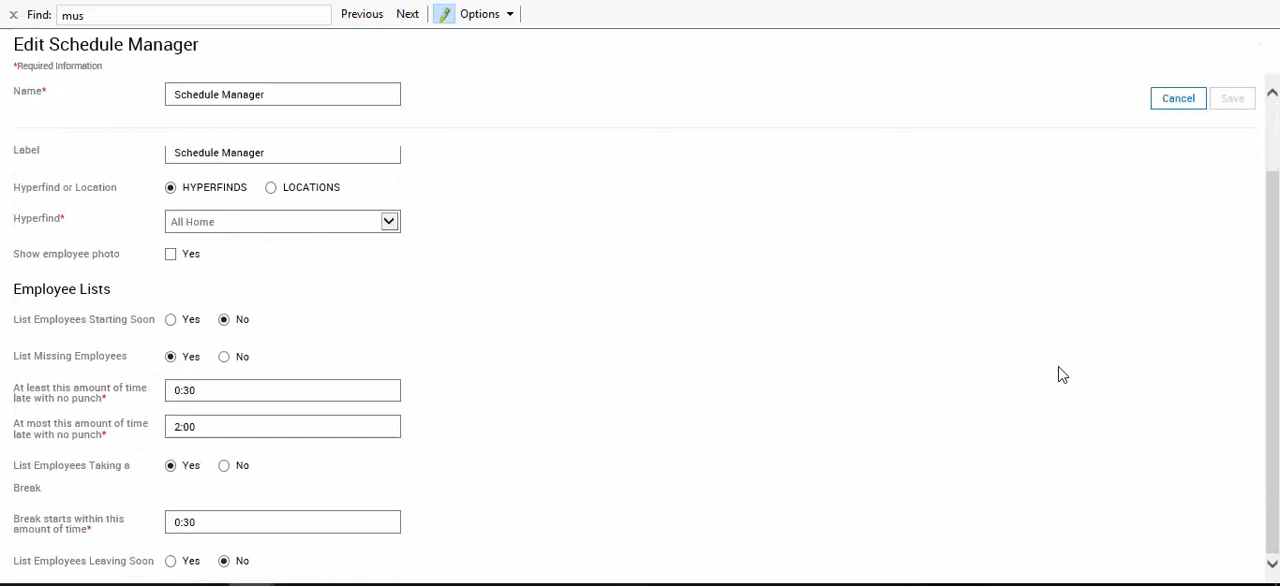 Find: mus Previous Next Options
Edit Schedule Manager
*Required Information
Name* Schedule Manager
Cancel Save
Label Schedule Manager
Hyperfind or Location HYPERFINDS LOCATIONS
Hyperfind* All Home
Show employee photo Yes
Employee Lists
List Employees Starting Soon Yes No
List Missing Employees Yes No
At least this amount of time
late with no punch* 0:30
At most this amount of time
late with no punch* 2:00
List Employees Taking a
Break Yes No
Break starts within this
amount of time* 0:30
List Employees Leaving Soon Yes No